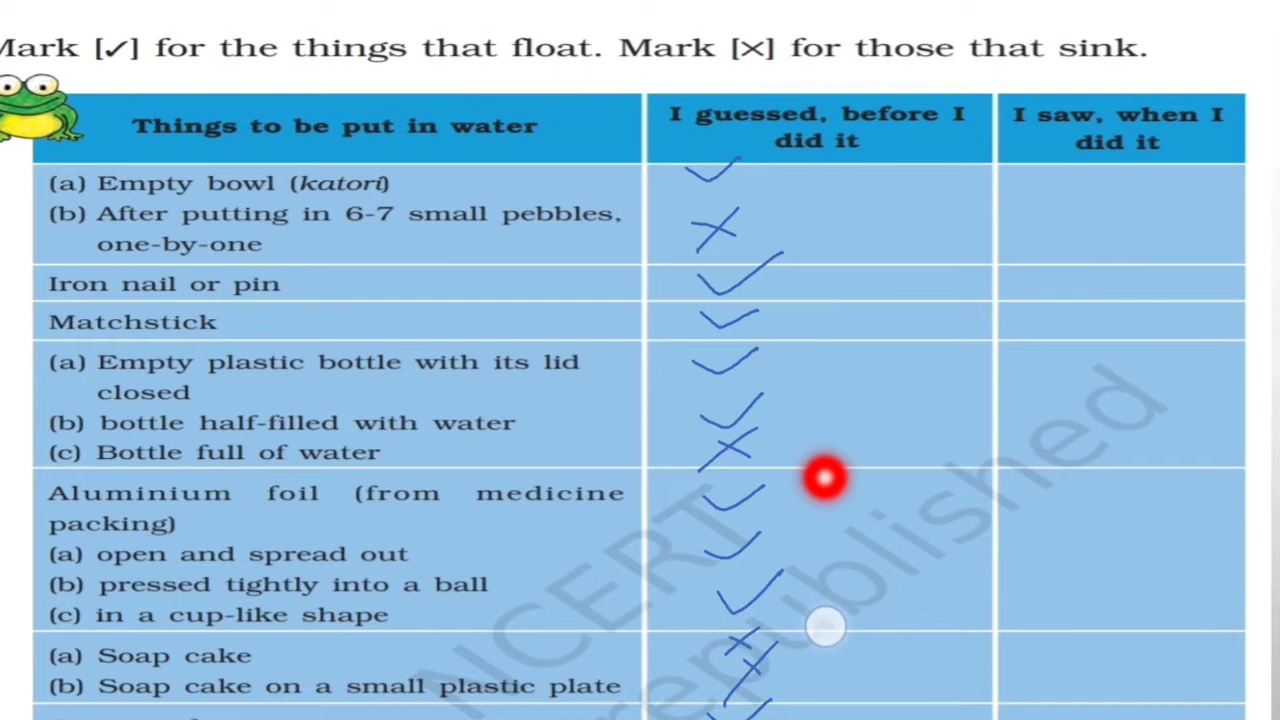 Mark [✓] for the things that float. Mark [×] for those that sink.
Things to be put in water
I guessed, before I did it
I saw, when I did it
(a) Empty bowl (katori)
✓
(b) After putting in 6-7 small pebbles,
one-by-one
×
Iron nail or pin
✓
Matchstick
✓
(a) Empty plastic bottle with its lid
closed
✓
(b) bottle half-filled with water
✓
(c) Bottle full of water
×
Aluminium foil (from medicine
packing)
✓
(a) open and spread out
✓
(b) pressed tightly into a ball
✓
(c) in a cup-like shape
(a) Soap cake
×
(b) Soap cake on a small plastic plate
×
✓
NCERT
republished